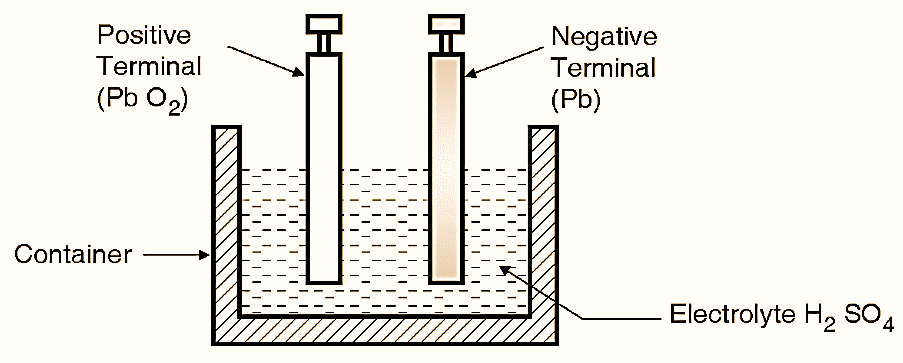 Positive
Terminal
(Pb O₂)
Negative
Terminal
(Pb)
Container
Electrolyte H₂ SO₄